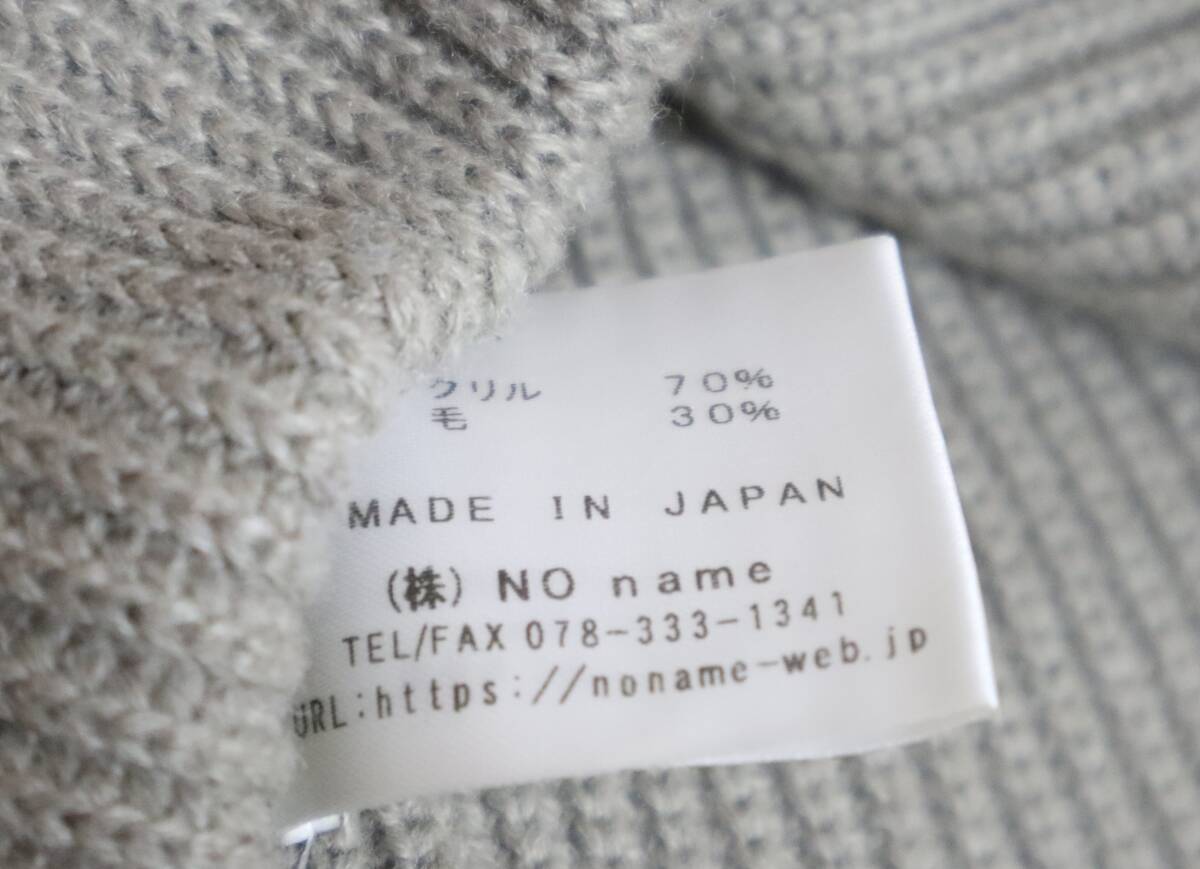 クリル 70%
毛 30%
MADE IN JAPAN
(株) NO name
TEL/FAX 078-333-1341
URL:https://noname-web.jp